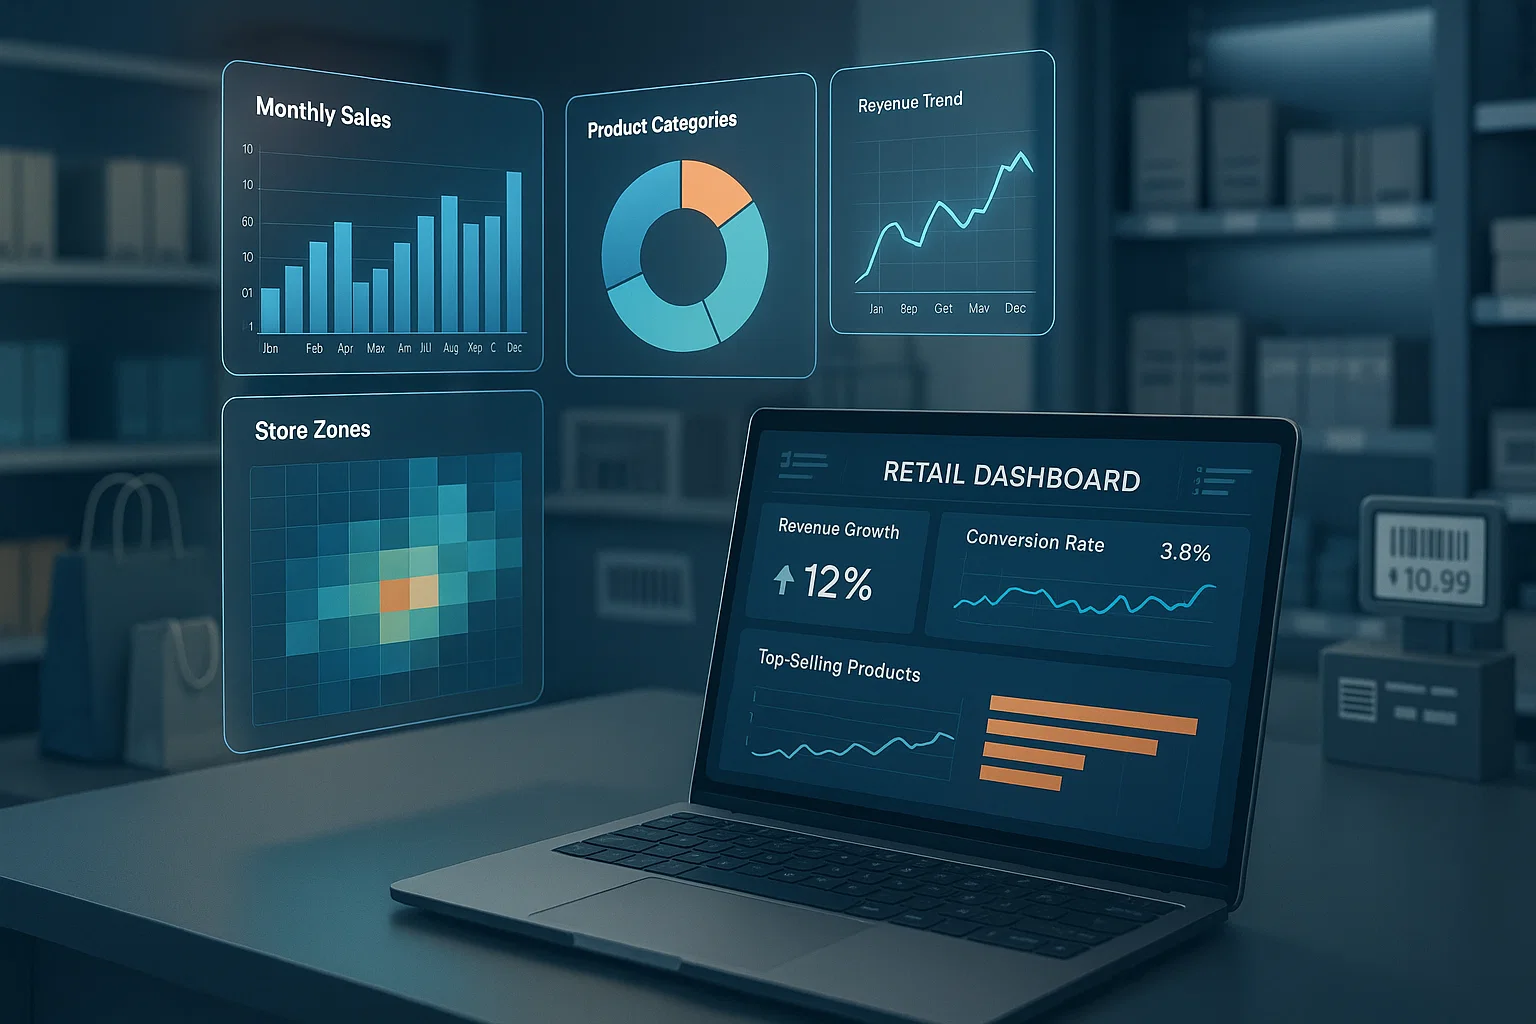 Monthly Sales
10
10
60
10
01
1
Jbn Feb Apr Max Am JillI Aug Xep C Dec
Product Categories
Reyenue Trend
Jan 8ep Get Mav Dec
Store Zones
RETAIL DASHBOARD
Revenue Growth
12%
Conversion Rate 3.8%
Top-Selling Products
10.99